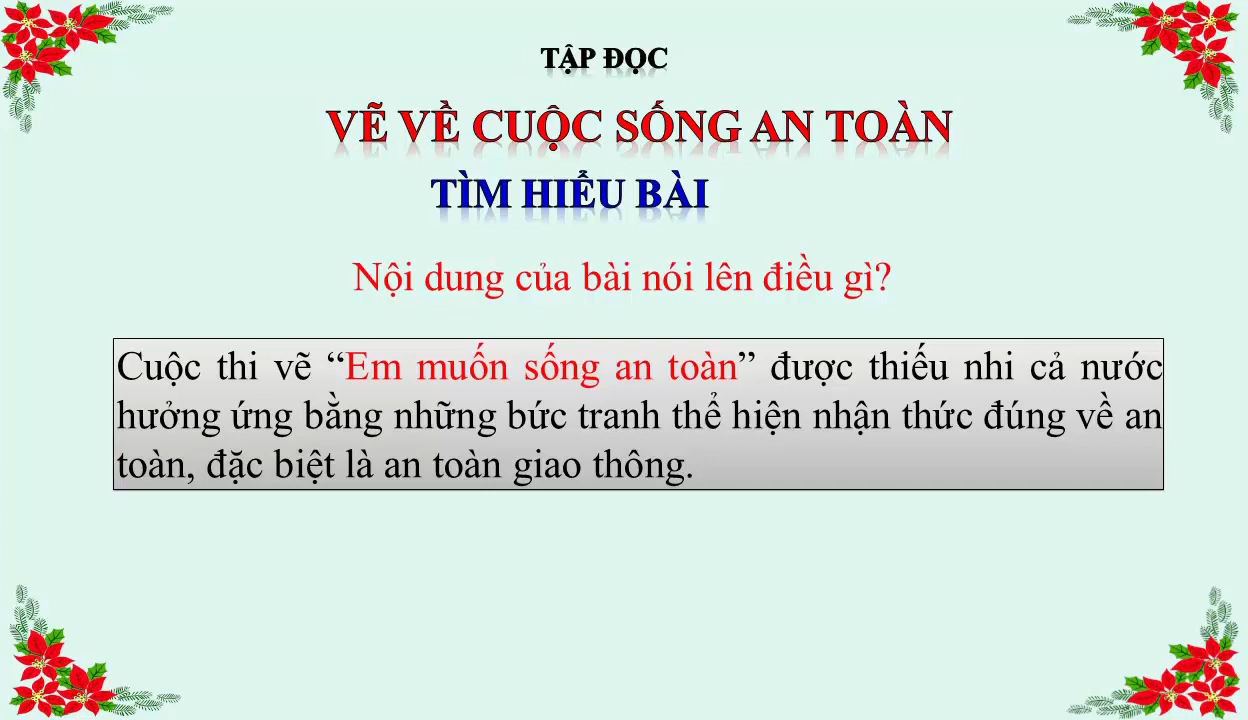 TẬP ĐỌC
VẼ VỀ CUỘC SỐNG AN TOÀN
TÌM HIỂU BÀI
Nội dung của bài nói lên điều gì?
Cuộc thi vẽ “Em muốn sống an toàn” được thiếu nhi cả nước
hưởng ứng bằng những bức tranh thể hiện nhận thức đúng về an
toàn, đặc biệt là an toàn giao thông.